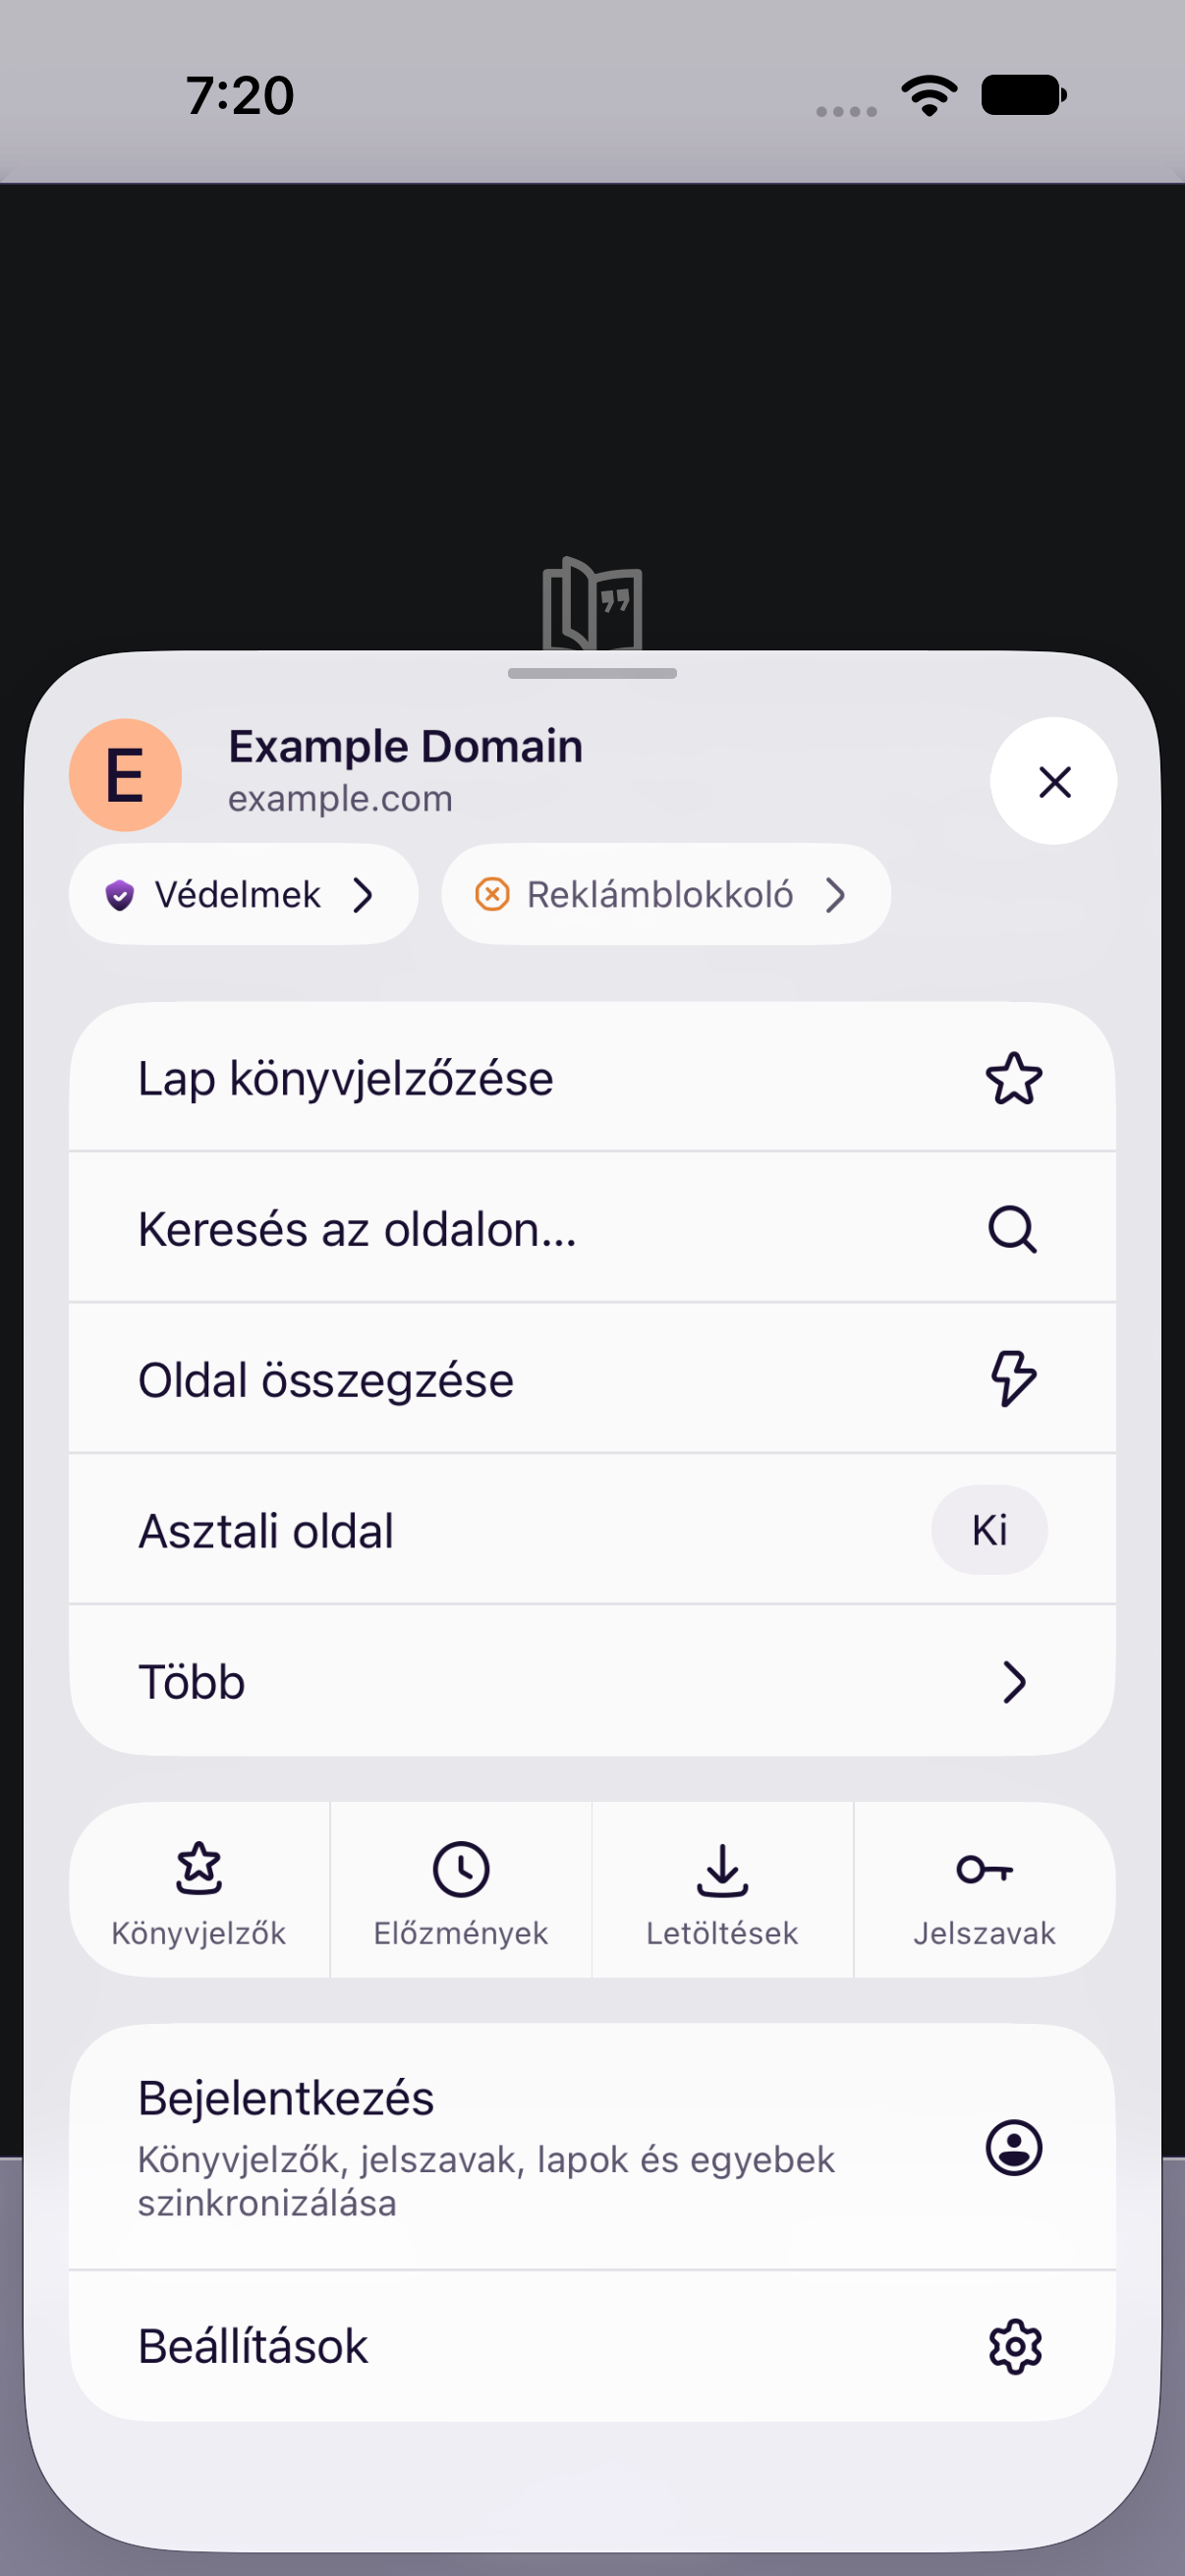 7:20
E
Example Domain
example.com
Védelmek
Reklámblokkoló
Lap könyvjelzőzése
Keresés az oldalon…
Oldal összegzése
Asztali oldal
Ki
Több
Könyvjelzők
Előzmények
Letöltések
Jelszavak
Bejelentkezés
Könyvjelzők, jelszavak, lapok és egyebek
szinkronizálása
Beállítások